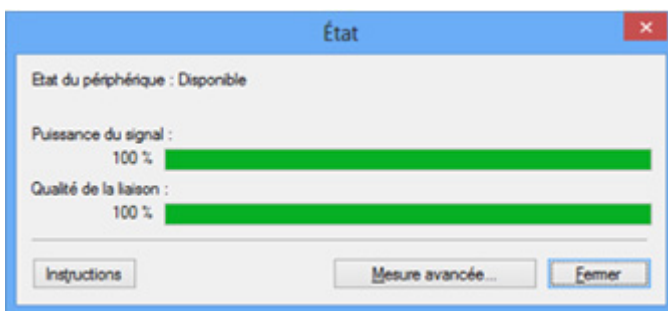 État
Etat du périphérique : Disponible
Puissance du signal :
100 %
Qualité de la liaison :
100 %
Instructions Mesure avancée... Fermer